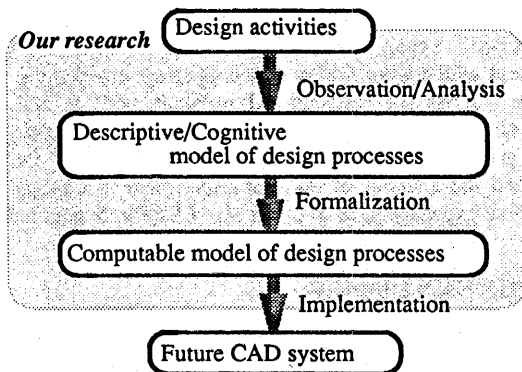 Design activities
Our research
Observation/Analysis
Descriptive/Cognitive
model of design processes
Formalization
Computable model of design processes
Implementation
Future CAD system